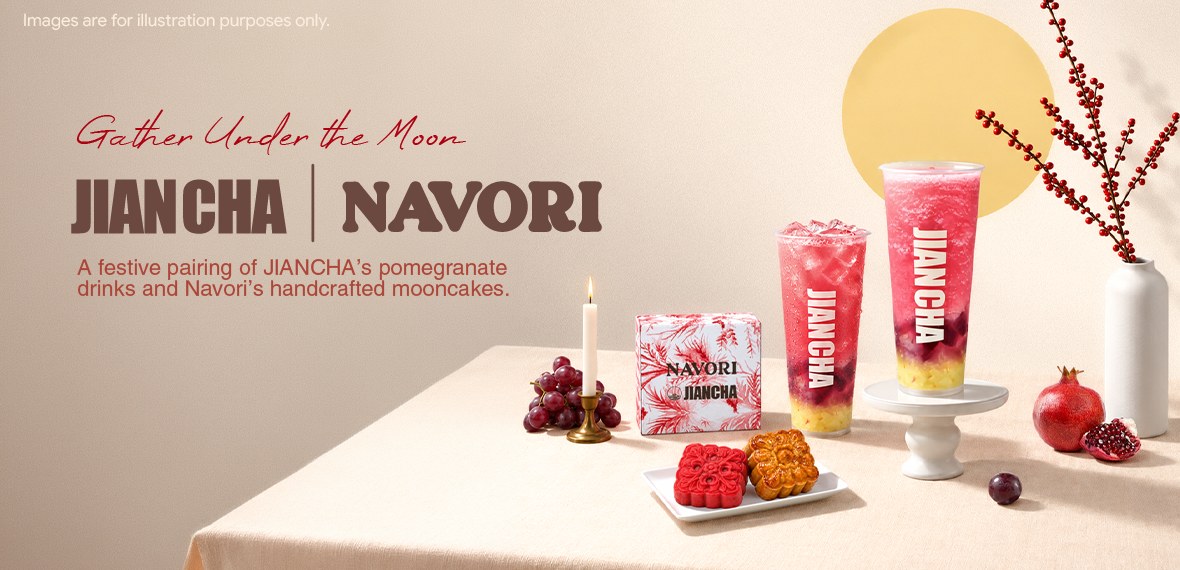 Images are for illustration purposes only.
Gather Under the Moon
JIANCHA | NAVORI
A festive pairing of JIANCHA's pomegranate
drinks and Navori's handcrafted mooncakes.
NAVORI
JIANCHA
JIANCHA
JIANCHA